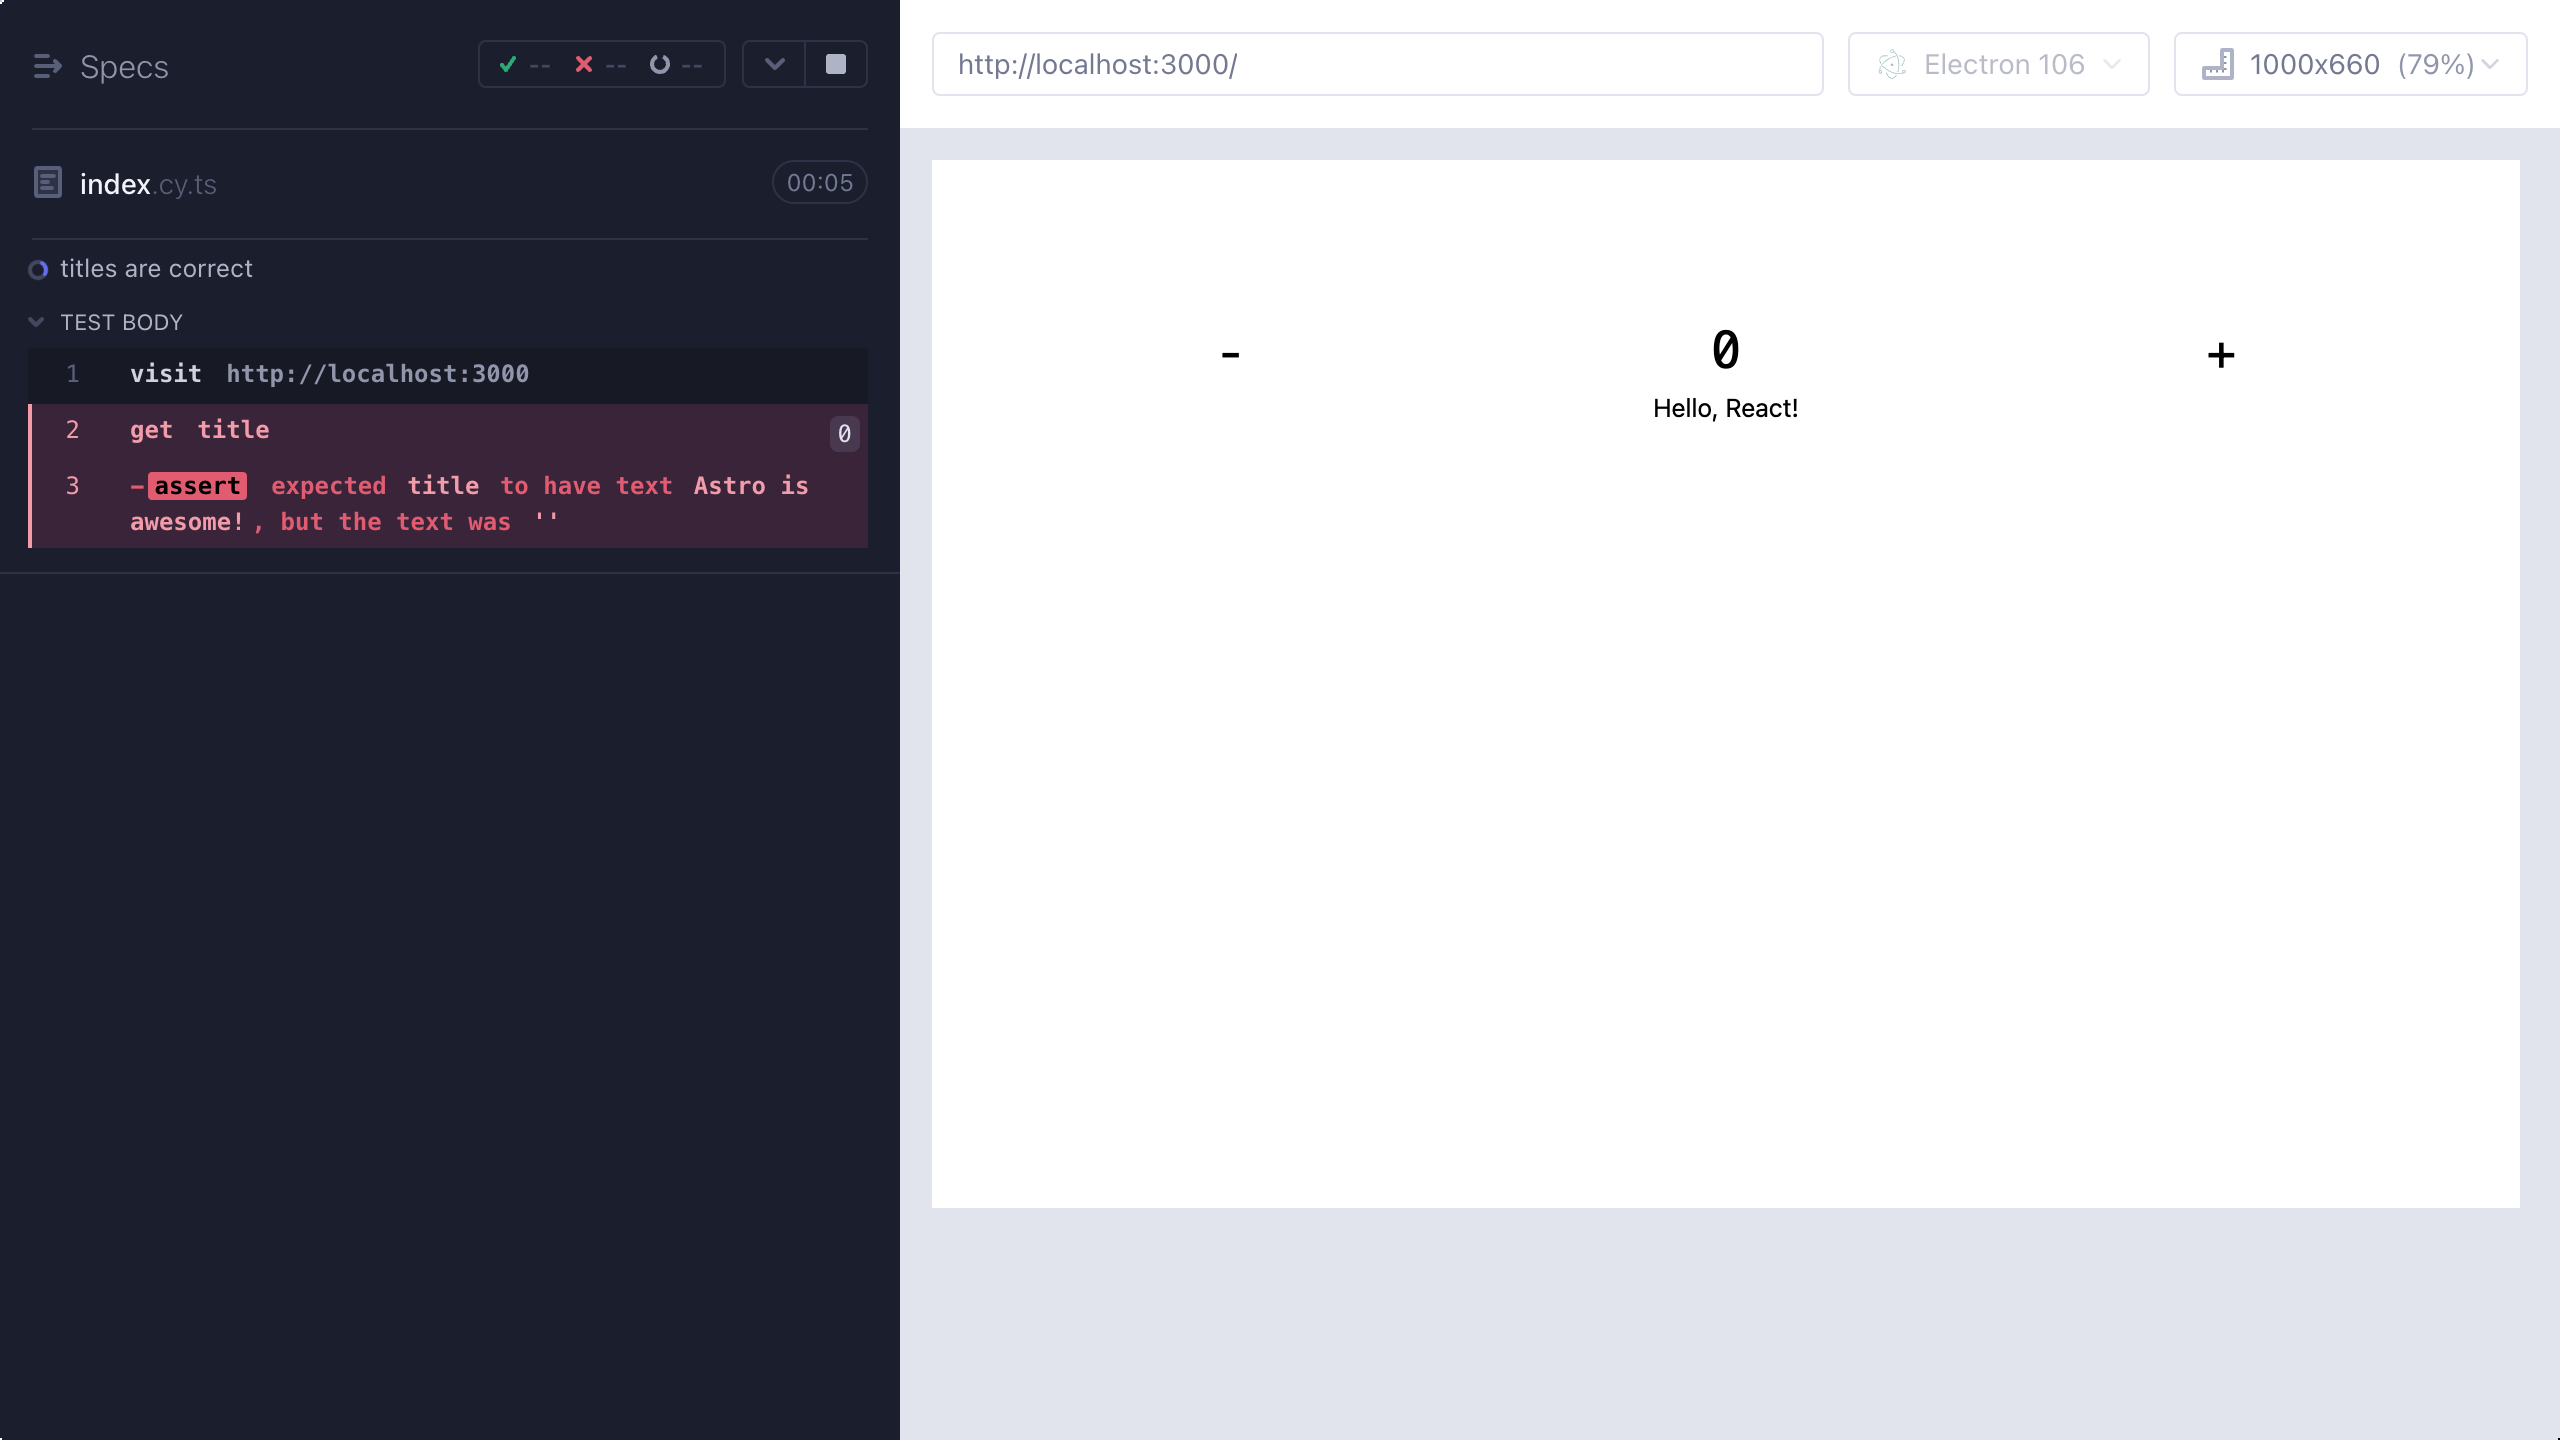 Specs
-- -- --
index.cy.ts
00:05
titles are correct
TEST BODY
1 visit http://localhost:3000
2 get title 0
3 -assert expected title to have text Astro is
awesome!, but the text was ''
http://localhost:3000/
Electron 106
1000x660 (79%)
- 0 +
Hello, React!